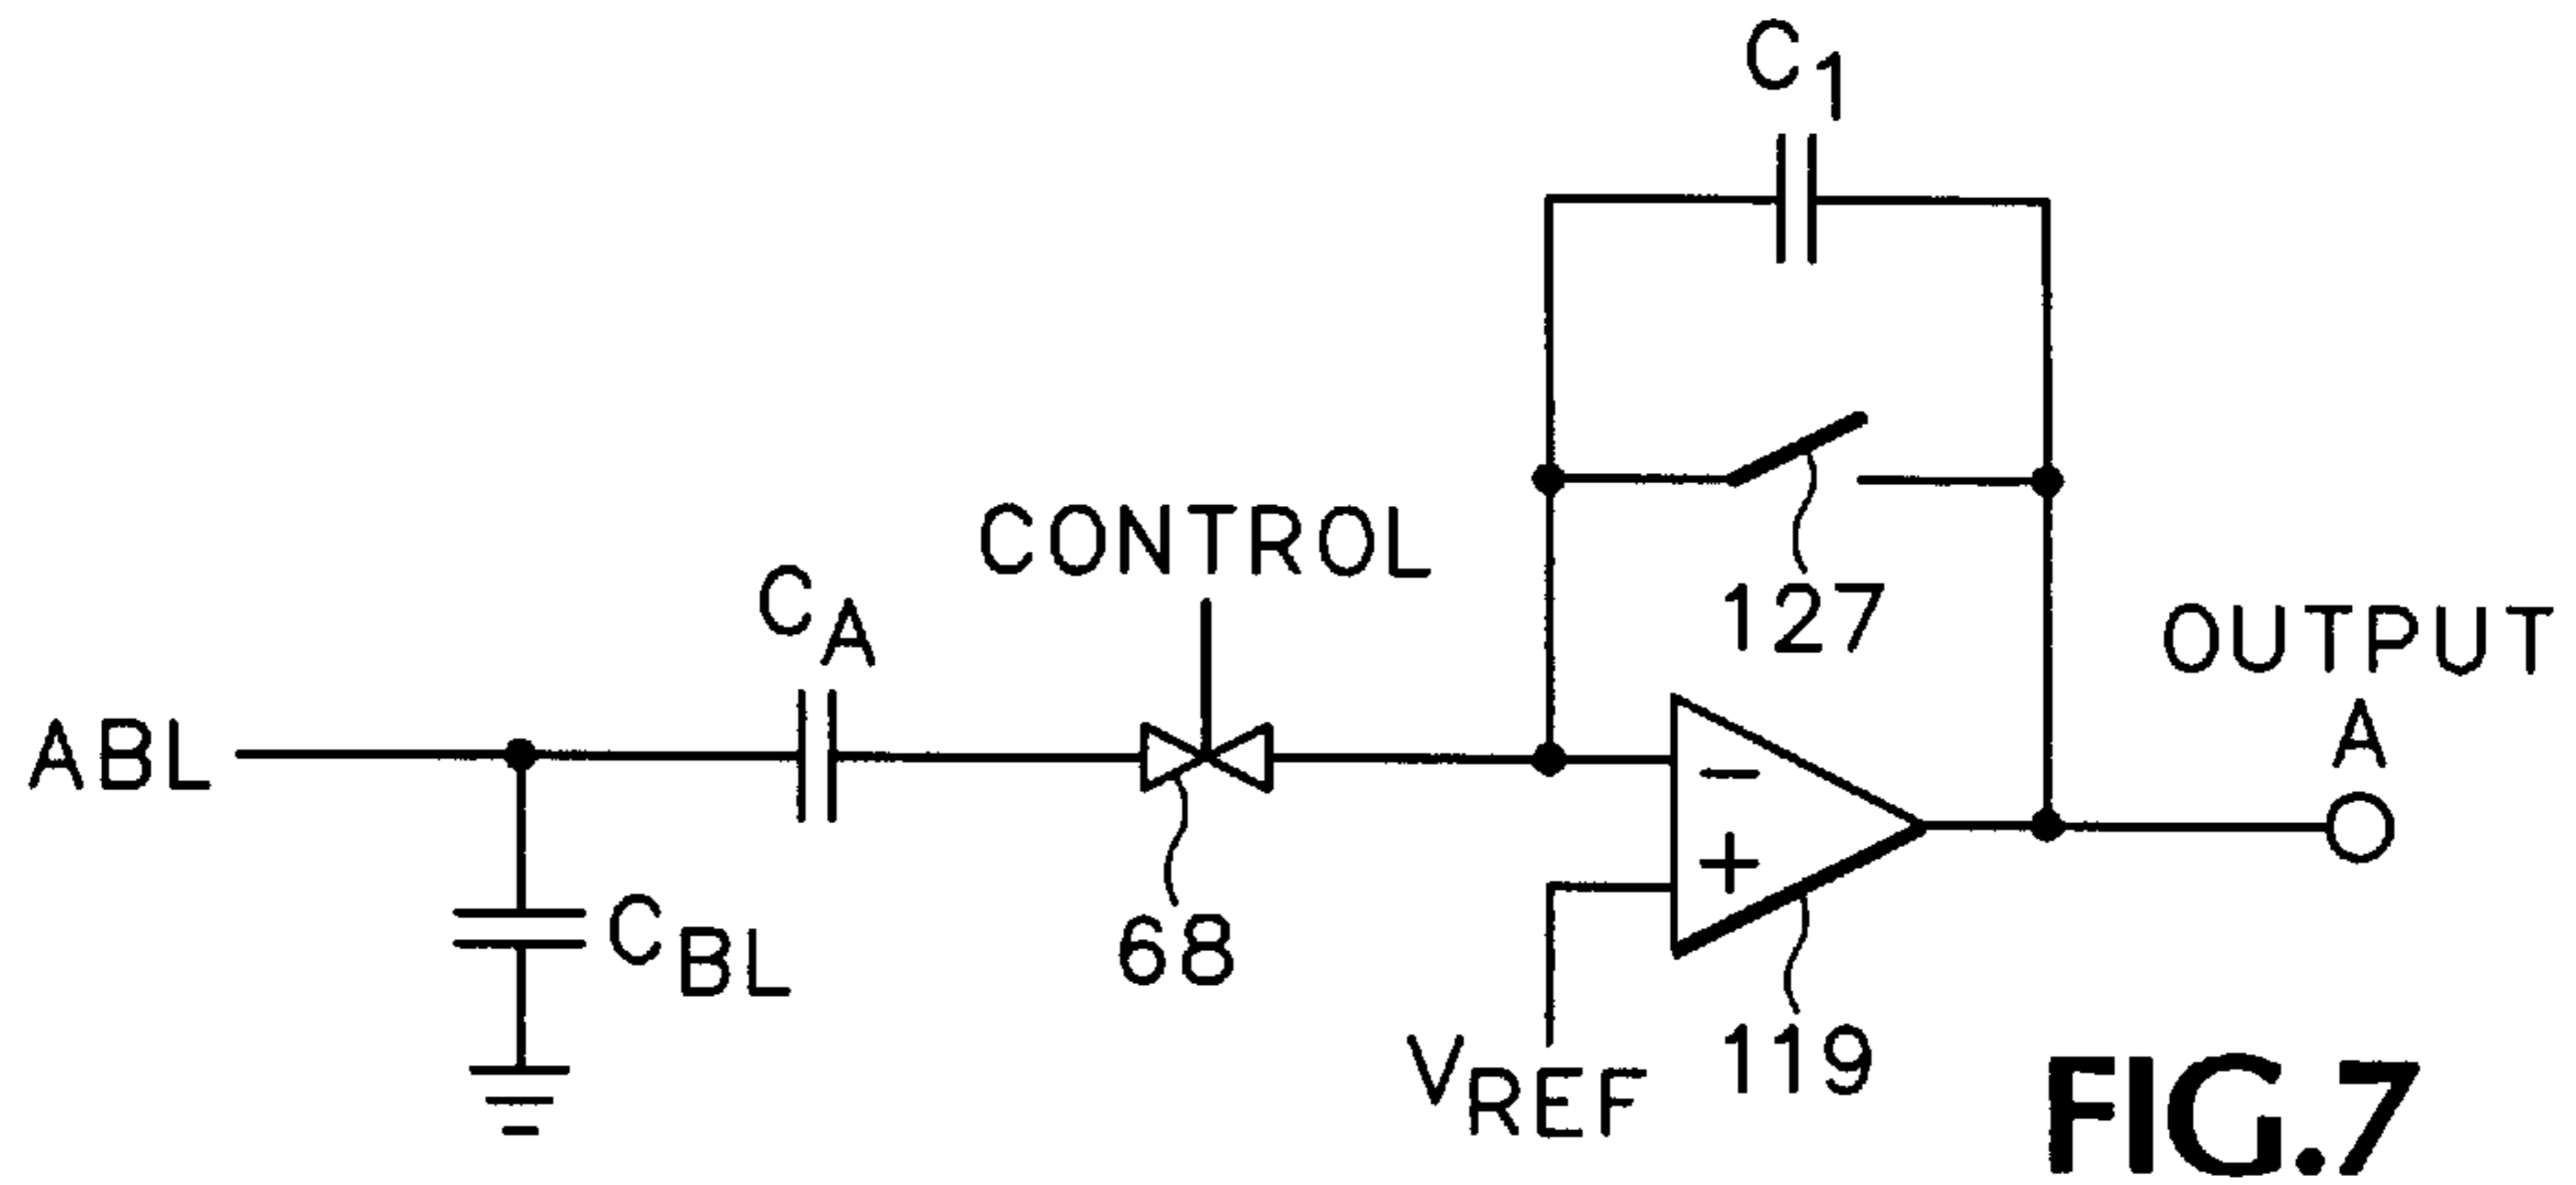 C1
CONTROL
CA
127
OUTPUT
A
ABL
−
+
CBL
68
VREF
119
FIG.7